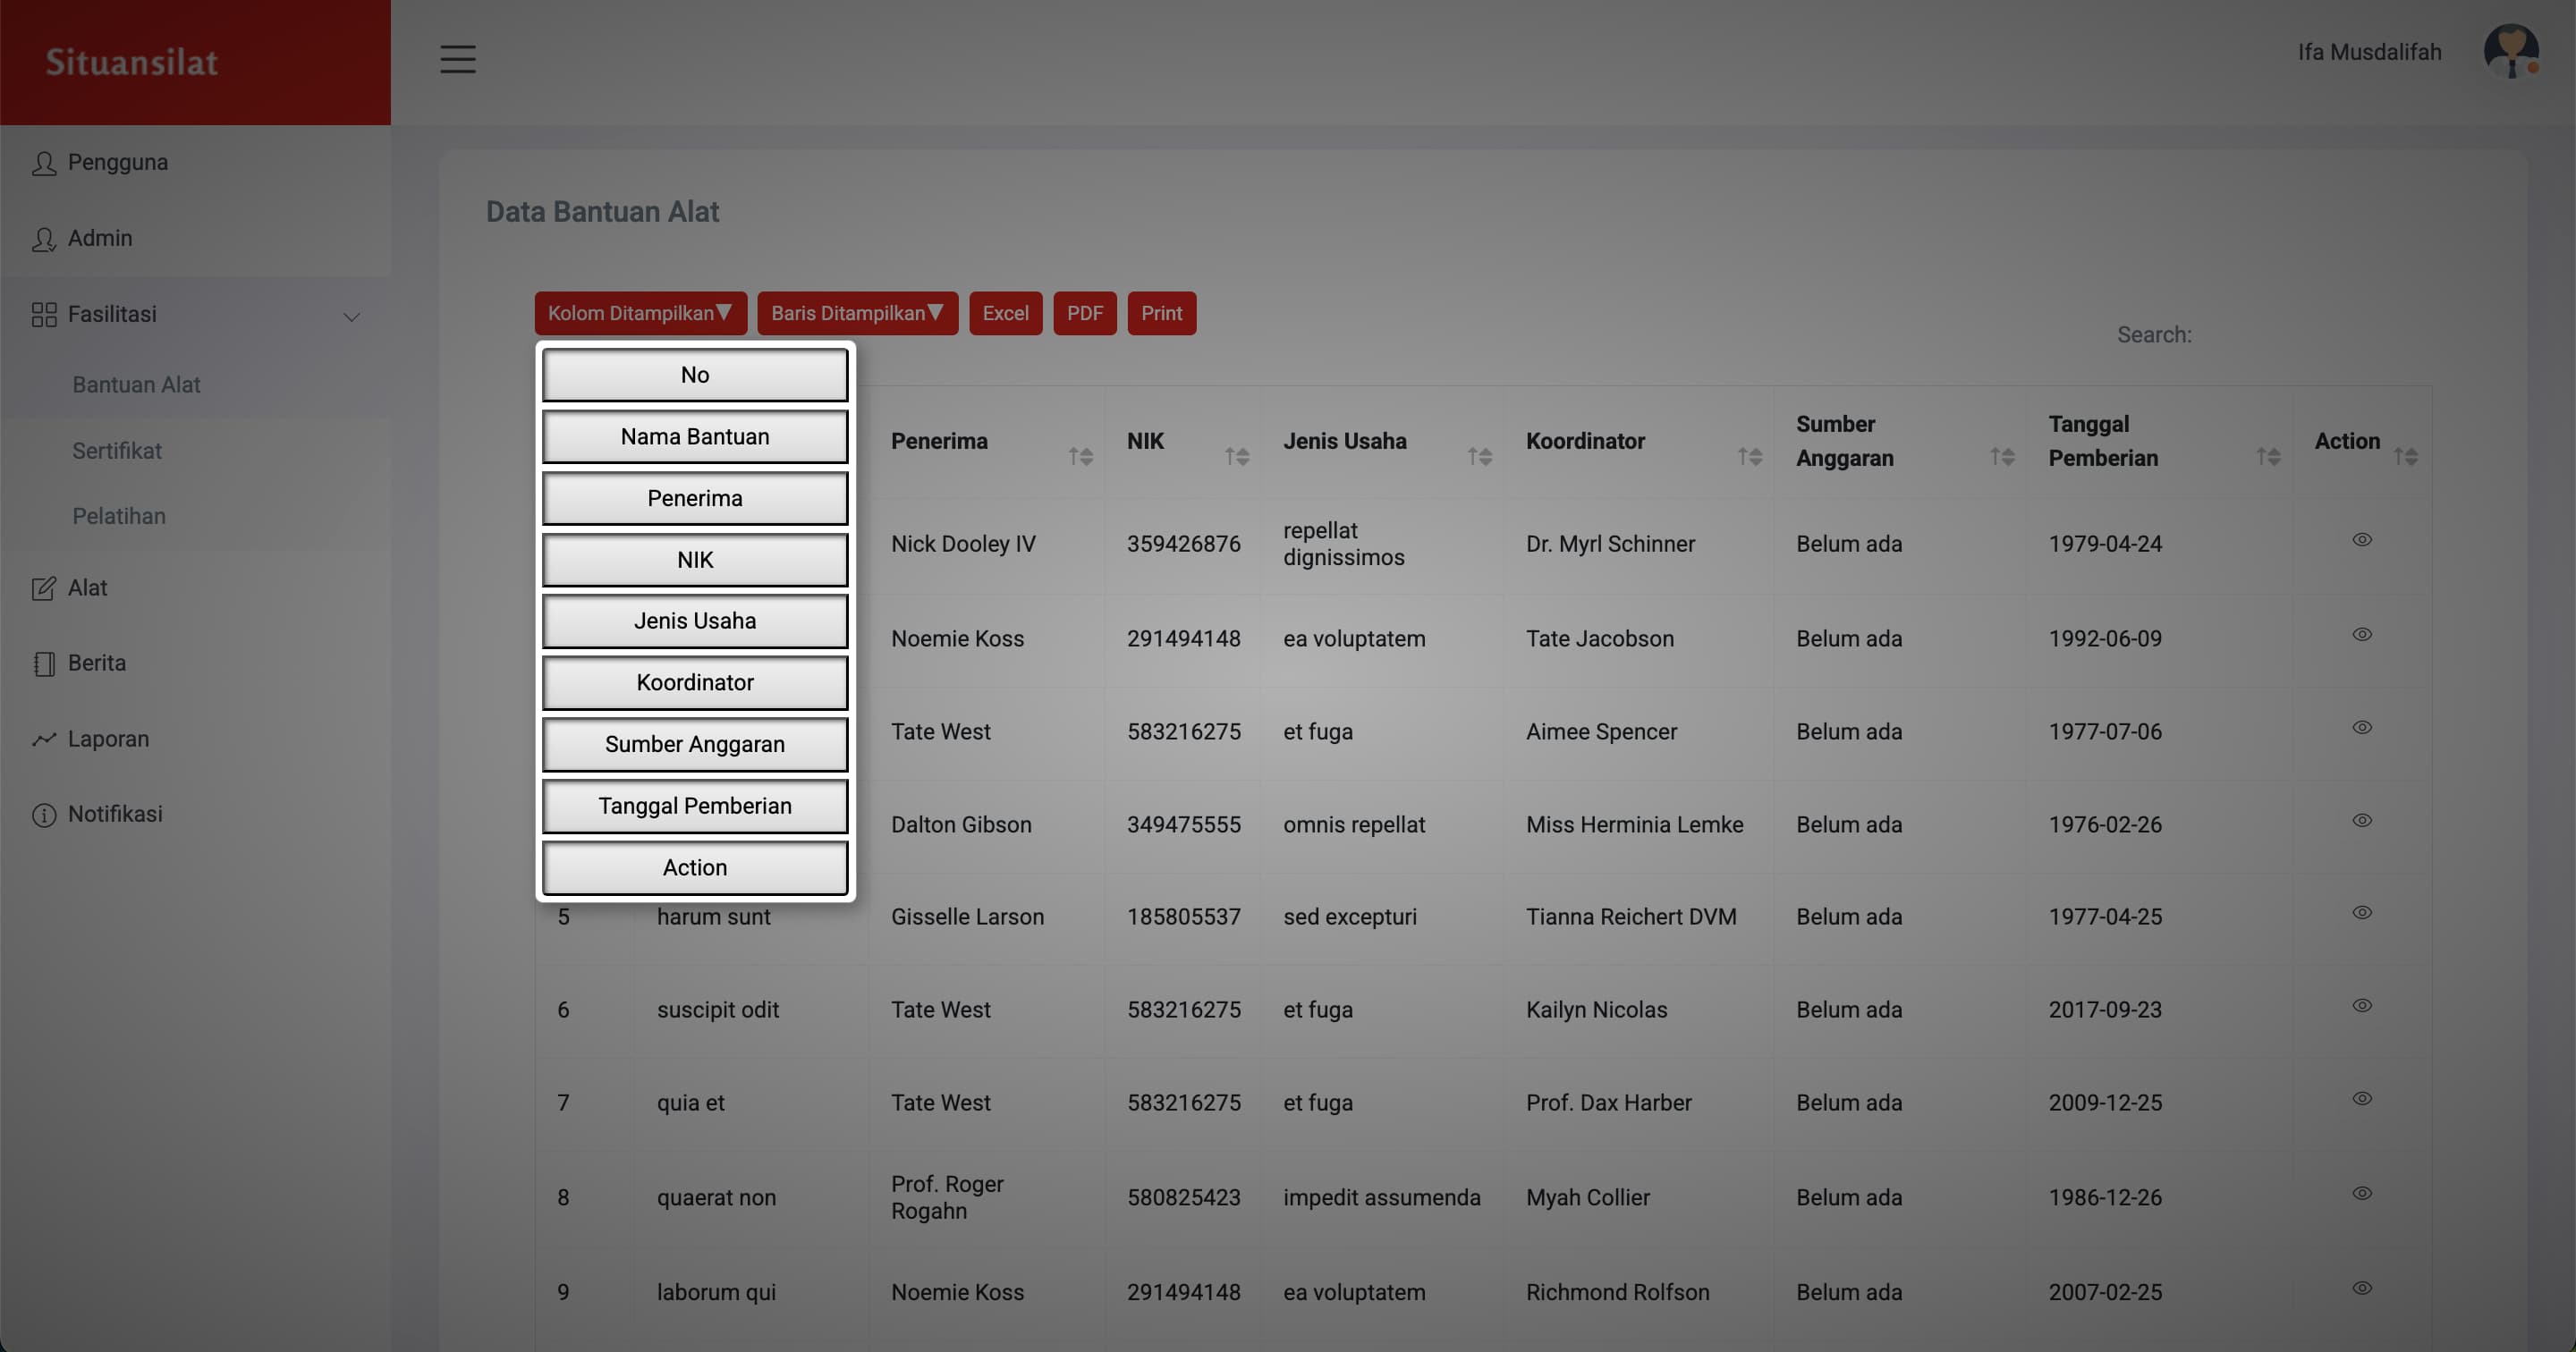 Situansilat
Ifa Musdalifah
Pengguna
Admin
Fasilitasi
Bantuan Alat
Sertifikat
Pelatihan
Alat
Berita
Laporan
Notifikasi
Data Bantuan Alat
Kolom Ditampilkan▼ Baris Ditampilkan▼ Excel PDF Print
Search:
No
Nama Bantuan
Penerima
NIK
Jenis Usaha
Koordinator
Sumber Anggaran
Tanggal Pemberian
Action
Penerima NIK Jenis Usaha Koordinator Sumber Anggaran Tanggal Pemberian Action
Nick Dooley IV 359426876 repellat dignissimos Dr. Myrl Schinner Belum ada 1979-04-24
Noemie Koss 291494148 ea voluptatem Tate Jacobson Belum ada 1992-06-09
Tate West 583216275 et fuga Aimee Spencer Belum ada 1977-07-06
Dalton Gibson 349475555 omnis repellat Miss Herminia Lemke Belum ada 1976-02-26
5 harum sunt Gisselle Larson 185805537 sed excepturi Tianna Reichert DVM Belum ada 1977-04-25
6 suscipit odit Tate West 583216275 et fuga Kailyn Nicolas Belum ada 2017-09-23
7 quia et Tate West 583216275 et fuga Prof. Dax Harber Belum ada 2009-12-25
8 quaerat non Prof. Roger Rogahn 580825423 impedit assumenda Myah Collier Belum ada 1986-12-26
9 laborum qui Noemie Koss 291494148 ea voluptatem Richmond Rolfson Belum ada 2007-02-25